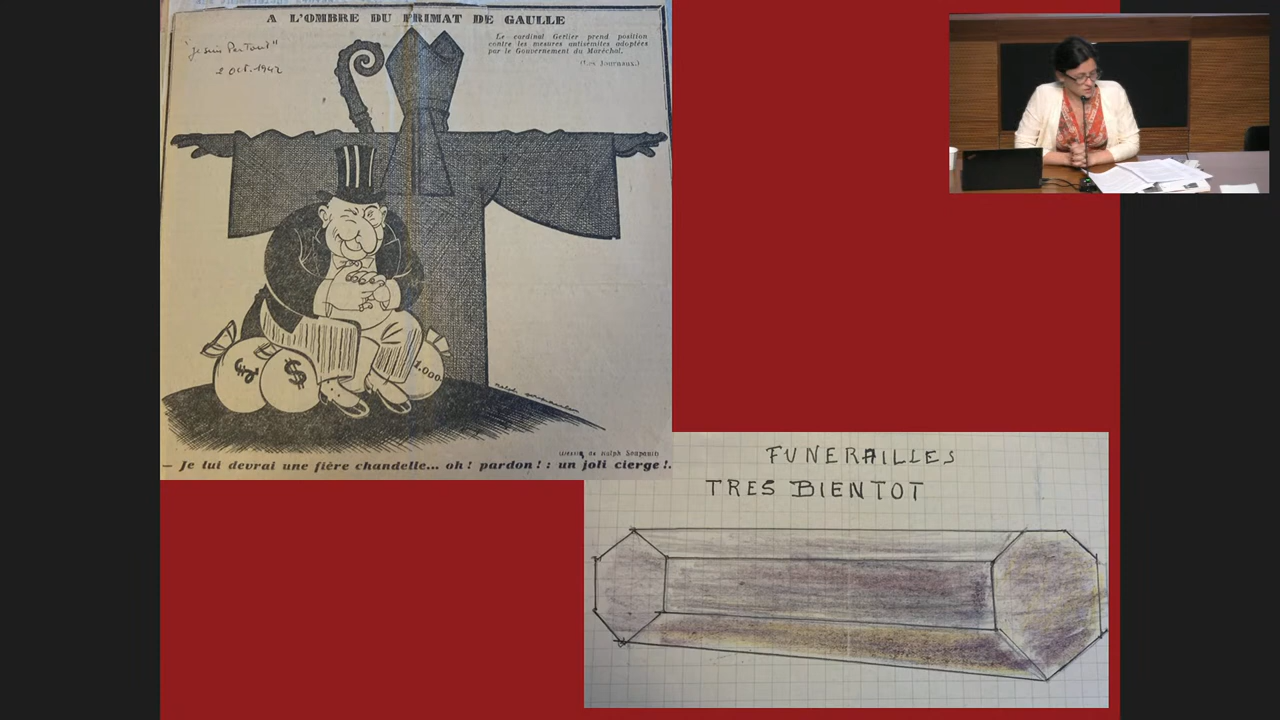 A L'OMBRE DU PRIMAT DE GAULLE
"Je suis Partout"
2 oct. 1942
Le cardinal Gerlier prend position
contre les mesures antisémites adoptées
par le Gouvernement du Maréchal.
(Les Journaux.)
$
1.000
(Dessin de Ralph Soupault)
— Je lui devrai une fière chandelle... oh ! pardon ! : un joli cierge !.
FUNERAILLES
TRES BIENTOT